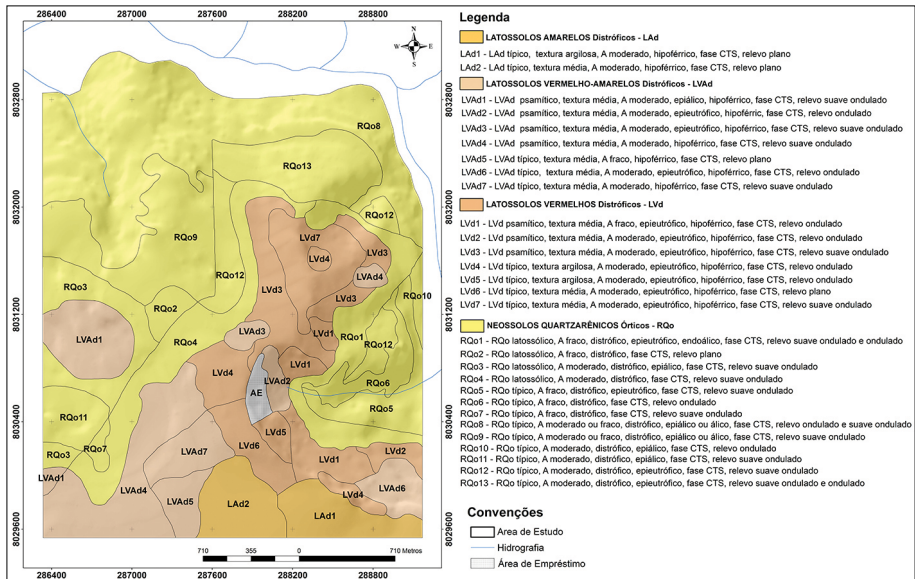 286400 287000 287600 288200 288800
8032800
8032000
8031200
8030400
8029600
8032800
8032000
8031200
8030400
8029600
N
W E
S
RQo8
RQo13
RQo12
RQo9
LVd7
LVd4
LVd3
LVAd4
RQo12
RQo3
LVd3
LVd3
RQo10
RQo2
LVAd3
LVd1
RQo1
RQo12
LVAd1
RQo4
LVd4
LVd1
LVAd2
RQo6
AE
RQo5
RQo11
LVd5
RQo3
RQo7
LVAd7
LVd6
LVd1
LVd2
LVAd1
LVAd4
LVAd5
LAd2
LVd4
LVAd6
LAd1
710 355 0 710 Metros
286400 287000 287600 288200 288800
Legenda
LATOSSOLOS AMARELOS Distróficos - LAd
LAd1 - LAd típico, textura argilosa, A moderado, hipoférrico, fase CTS, relevo plano
LAd2 - LAd típico, textura média, A moderado, hipoférrico, fase CTS, relevo plano
LATOSSOLOS VERMELHO-AMARELOS Distróficos - LVAd
LVAd1 - LVAd psamítico, textura média, A moderado, epiálico, hipoférrico, fase CTS, relevo suave ondulado
LVAd2 - LVAd psamítico, textura média, A moderado, epieutrófico, hipoférric, fase CTS, relevo ondulado
LVAd3 - LVAd psamítico, textura média, A moderado, epieutrófico, hipoférrico, fase CTS, relevo suave ondulado
LVAd4 - LVAd psamítico, textura média, A moderado, hipoférrico, fase CTS, relevo suave ondulado
LVAd5 - LVAd típico, textura média, A fraco, hipoférrico, fase CTS, relevo plano
LVAd6 - LVAd típico, textura média, A moderado, epieutrófico, hipoférrico, fase CTS, relevo ondulado
LVAd7 - LVAd típico, textura média, A moderado, hipoférrico, fase CTS, relevo suave ondulado
LATOSSOLOS VERMELHOS Distróficos - LVd
LVd1 - LVd psamítico, textura média, A fraco, epieutrófico, hipoférrico, fase CTS, relevo ondulado
LVd2 - LVd psamítico, textura média, A moderado, epieutrófico, hipoférrico, fase CTS, relevo ondulado
LVd3 - LVd psamítico, textura média, A moderado, epieutrófico, hipoférrico, fase CTS, relevo suave ondulado
LVd4 - LVd típico, textura argilosa, A moderado, epieutrófico, hipoférrico, fase CTS, relevo ondulado
LVd5 - LVd típico, textura argilosa, A moderado, epieutrófico, hipoférrico, fase CTS, relevo ondulado
LVd6 - LVd típico, textura média, A moderado, epieutrófico, hipoférrico, fase CTS, relevo plano
LVd7 - LVd típico, textura média, A moderado, epieutrófico, hipoférrico, fase CTS, relevo suave ondulado
NEOSSOLOS QUARTZARÊNICOS Órticos - RQo
RQo1 - RQo latossólico, A fraco, distrófico, epieutrófico, endoálico, fase CTS, relevo suave ondulado e ondulado
RQo2 - RQo latossólico, A fraco, distrófico, fase CTS, relevo plano
RQo3 - RQo latossólico, A moderado, distrófico, epiálico, fase CTS, relevo suave ondulado
RQo4 - RQo latossólico, A moderado, distrófico, fase CTS, relevo suave ondulado
RQo5 - RQo típico, A fraco, distrófico, epieutrófico, fase CTS, relevo suave ondulado
RQo6 - RQo típico, A fraco, distrófico, fase CTS, relevo ondulado
RQo7 - RQo típico, A fraco, distrófico, fase CTS, relevo suave ondulado
RQo8 - RQo típico, A moderado ou fraco, distrófico, epiálico ou álico, fase CTS, relevo ondulado e suave ondulado
RQo9 - RQo típico, A moderado ou fraco, distrófico, epiálico ou álico, fase CTS, relevo suave ondulado
RQo10 - RQo típico, A moderado, distrófico, epiálico, fase CTS, relevo ondulado
RQo11 - RQo típico, A moderado, distrófico, epiálico, fase CTS, relevo suave ondulado
RQo12 - RQo típico, A moderado, distrófico, epieutrófico, fase CTS, relevo suave ondulado
RQo13 - RQo típico, A moderado, distrófico, epieutrófico, fase CTS, relevo suave ondulado e ondulado
Convenções
Area de Estudo
Hidrografia
Área de Empréstimo